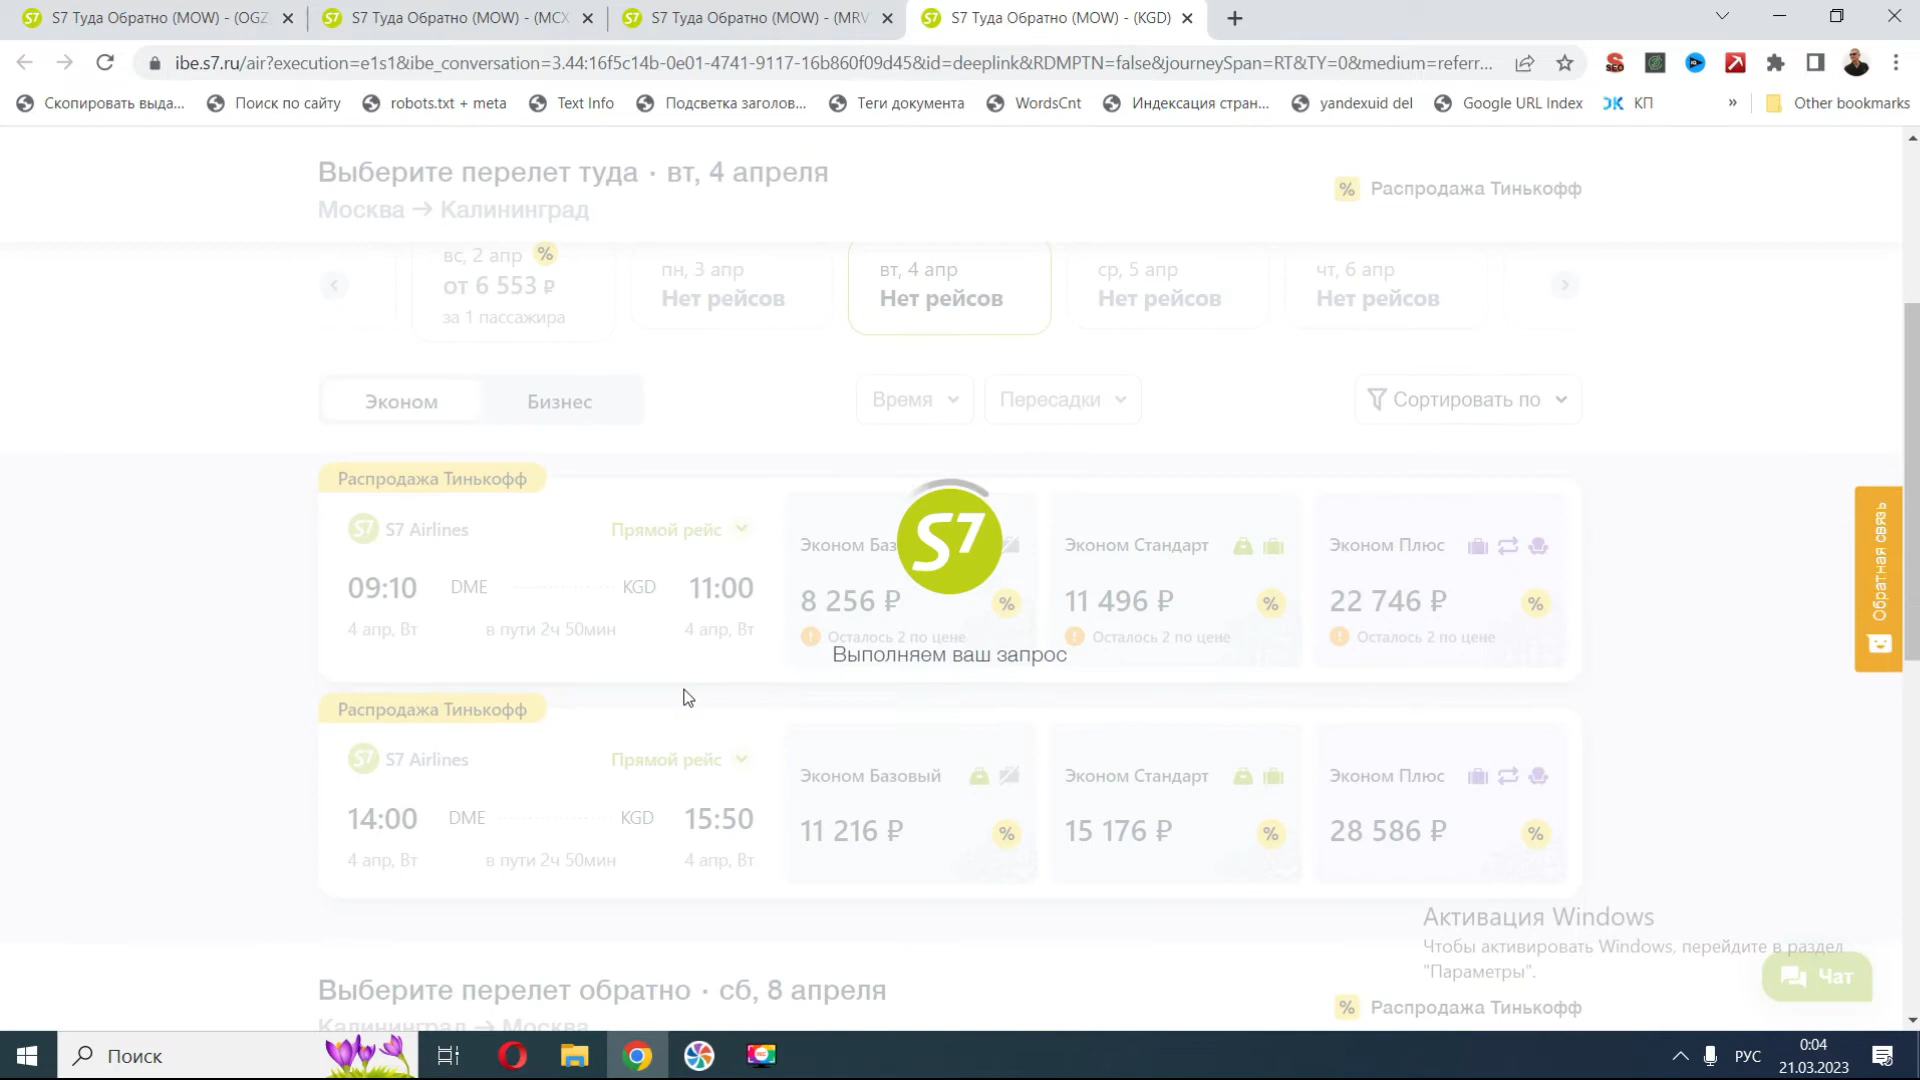 S7 Туда Обратно (MOW) - (OGZ
S7 Туда Обратно (MOW) - (MCX
S7 Туда Обратно (MOW) - (MRV
S7 Туда Обратно (MOW) - (KGD)
ibe.s7.ru/air?execution=e1s1&ibe_conversation=3.44:16f5c14b-0e01-4741-9117-16b860f09d45&id=deeplink&RDMPTN=false&journeySpan=RT&TY=0&medium=referr...
Скопировать выда...
Поиск по сайту
robots.txt + meta
Text Info
Подсветка заголов...
Теги документа
WordsCnt
Индексация стран...
yandexuid del
Google URL Index
КП
»
Other bookmarks
Выберите перелет туда · вт, 4 апреля
Москва → Калининград
% Распродажа Тинькофф
вс, 2 апр %
от 6 553 ₽
за 1 пассажира
пн, 3 апр
Нет рейсов
вт, 4 апр
Нет рейсов
ср, 5 апр
Нет рейсов
чт, 6 апр
Нет рейсов
Эконом
Бизнес
Время
Пересадки
Сортировать по
Распродажа Тинькофф
S7 S7 Airlines
Прямой рейс
09:10 DME KGD 11:00
4 апр, Вт в пути 2ч 50мин 4 апр, Вт
Эконом Баз
8 256 ₽ %
Осталось 2 по цене
Эконом Стандарт
11 496 ₽ %
Осталось 2 по цене
Эконом Плюс
22 746 ₽ %
Осталось 2 по цене
S7
Выполняем ваш запрос
Распродажа Тинькофф
S7 S7 Airlines
Прямой рейс
14:00 DME KGD 15:50
4 апр, Вт в пути 2ч 50мин 4 апр, Вт
Эконом Базовый
11 216 ₽ %
Эконом Стандарт
15 176 ₽ %
Эконом Плюс
28 586 ₽ %
Обратная связь
Активация Windows
Чтобы активировать Windows, перейдите в раздел
"Параметры".
Чат
Выберите перелет обратно · сб, 8 апреля
Калининград → Москва
% Распродажа Тинькофф
Поиск
РУС
0:04
21.03.2023